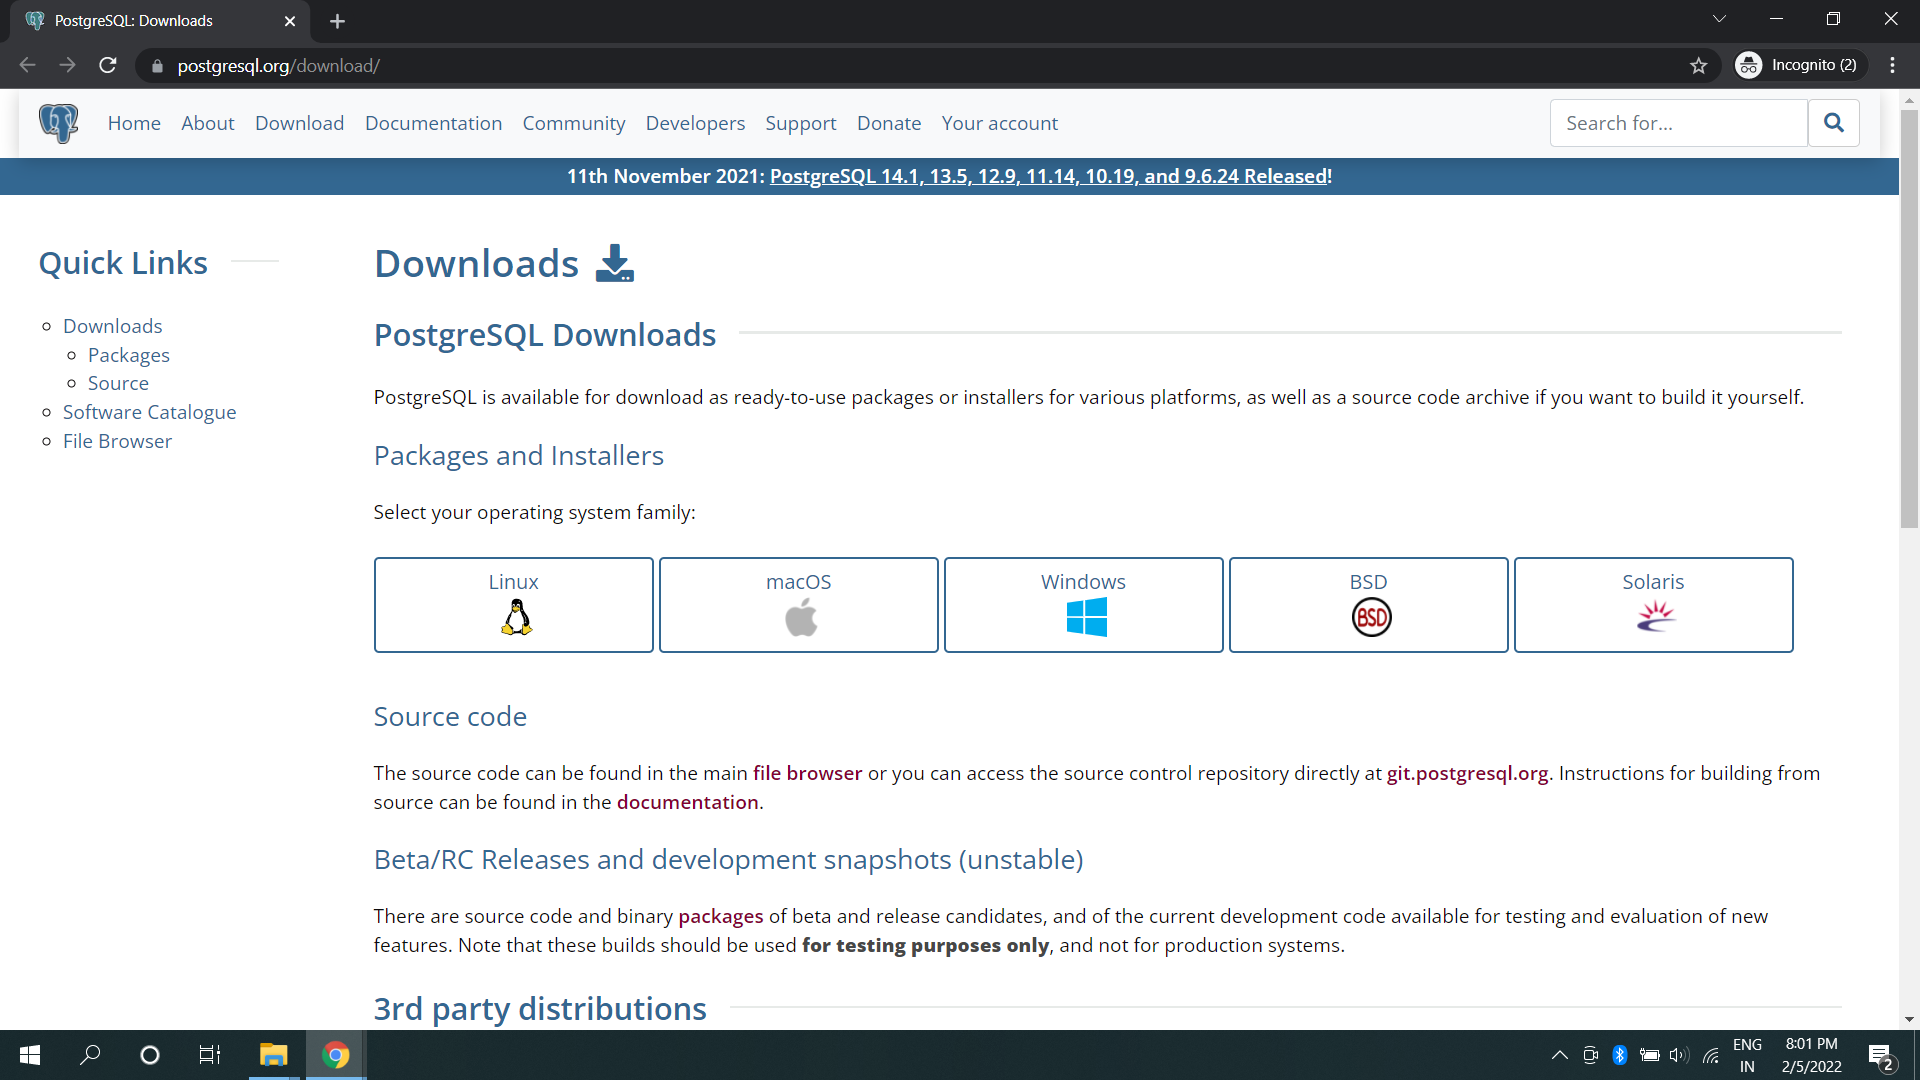 PostgreSQL: Downloads
postgresql.org/download/
Incognito (2)
Home About Download Documentation Community Developers Support Donate Your account
Search for...
11th November 2021: PostgreSQL 14.1, 13.5, 12.9, 11.14, 10.19, and 9.6.24 Released!
Quick Links
Downloads
Packages
Source
Software Catalogue
File Browser
Downloads
PostgreSQL Downloads
PostgreSQL is available for download as ready-to-use packages or installers for various platforms, as well as a source code archive if you want to build it yourself.
Packages and Installers
Select your operating system family:
Linux
macOS
Windows
BSD
BSD
Solaris
Source code
The source code can be found in the main file browser or you can access the source control repository directly at git.postgresql.org. Instructions for building from
source can be found in the documentation.
Beta/RC Releases and development snapshots (unstable)
There are source code and binary packages of beta and release candidates, and of the current development code available for testing and evaluation of new
features. Note that these builds should be used for testing purposes only, and not for production systems.
3rd party distributions
ENG
IN
8:01 PM
2/5/2022
2